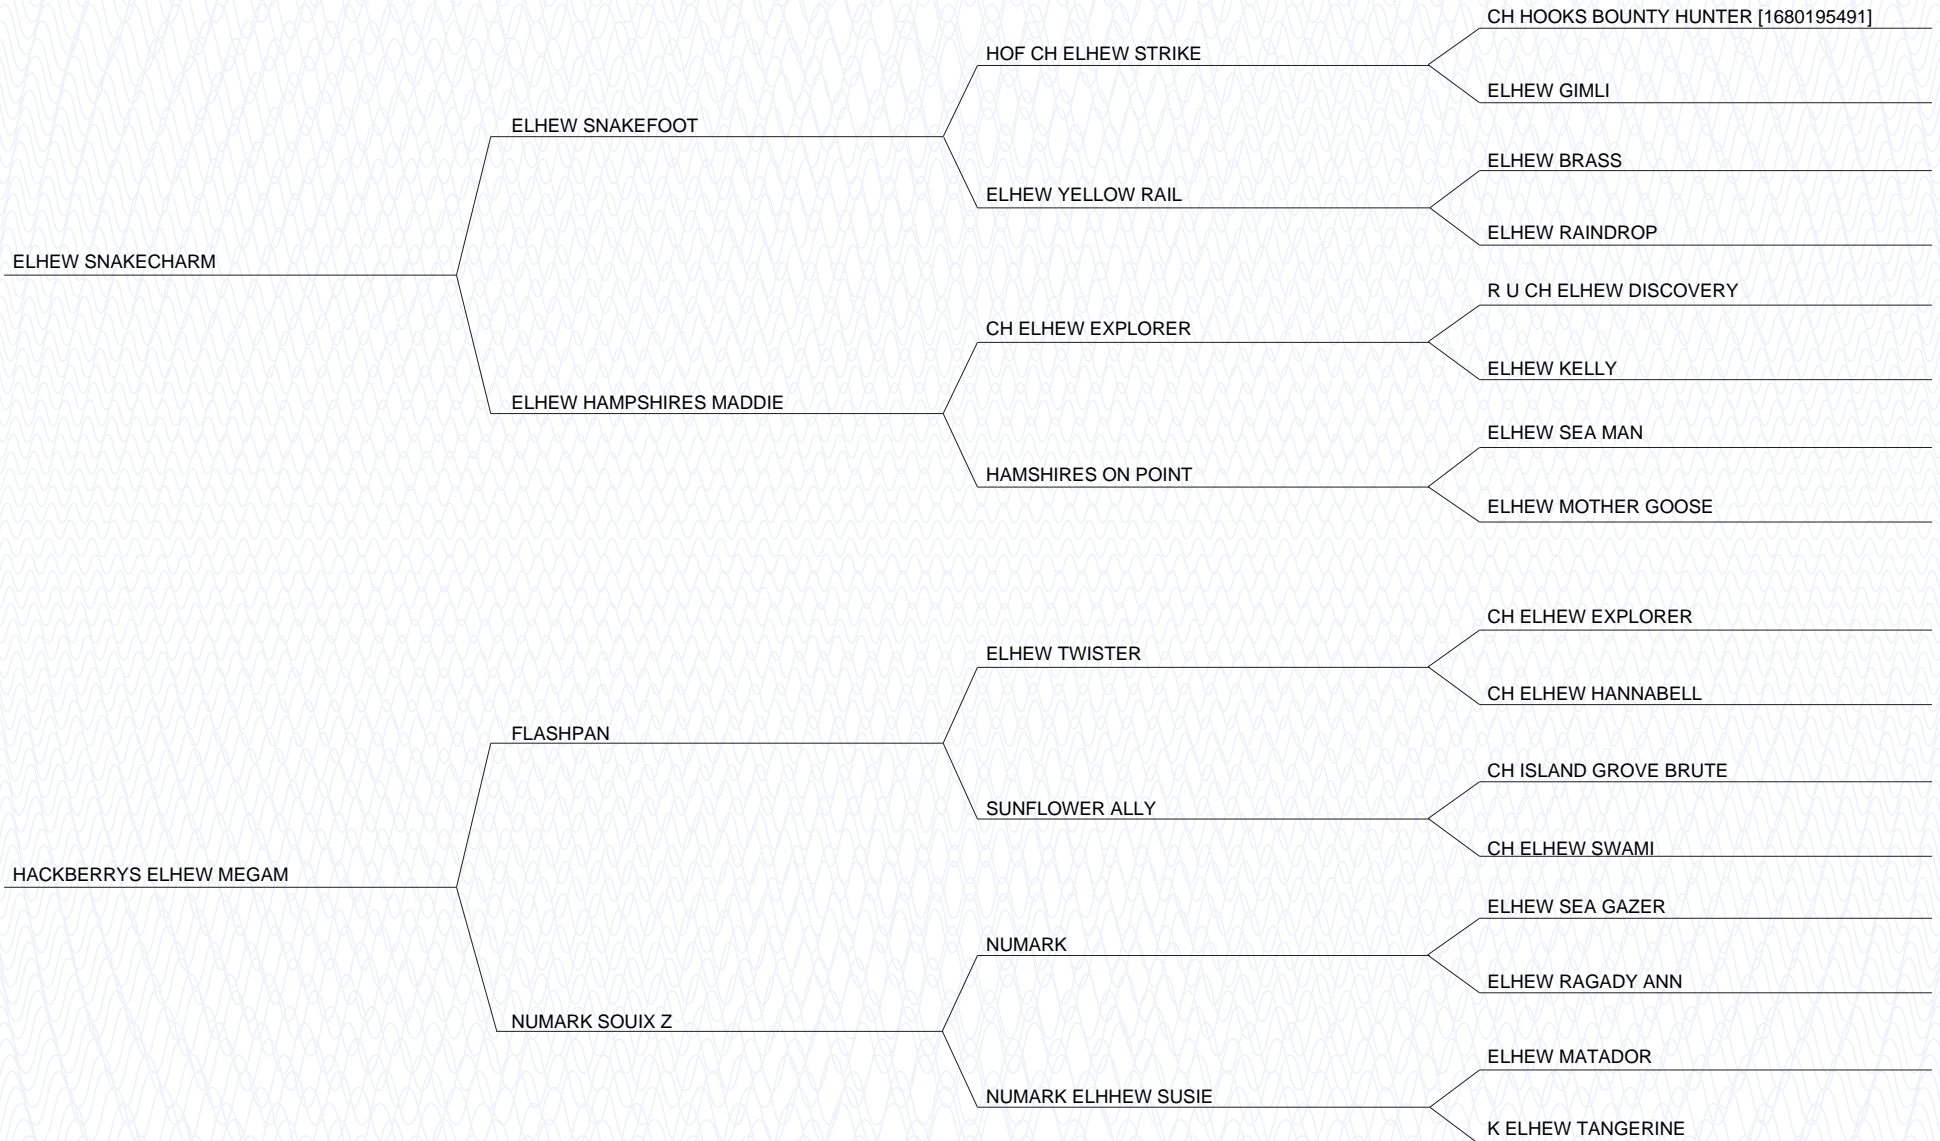 CH HOOKS BOUNTY HUNTER [1680195491]
HOF CH ELHEW STRIKE
ELHEW GIMLI
ELHEW SNAKEFOOT
ELHEW BRASS
ELHEW YELLOW RAIL
ELHEW RAINDROP
ELHEW SNAKECHARM
R U CH ELHEW DISCOVERY
CH ELHEW EXPLORER
ELHEW KELLY
ELHEW HAMPSHIRES MADDIE
ELHEW SEA MAN
HAMSHIRES ON POINT
ELHEW MOTHER GOOSE
CH ELHEW EXPLORER
ELHEW TWISTER
CH ELHEW HANNABELL
FLASHPAN
CH ISLAND GROVE BRUTE
SUNFLOWER ALLY
CH ELHEW SWAMI
HACKBERRYS ELHEW MEGAM
ELHEW SEA GAZER
NUMARK
ELHEW RAGADY ANN
NUMARK SOUIX Z
ELHEW MATADOR
NUMARK ELHHEW SUSIE
K ELHEW TANGERINE